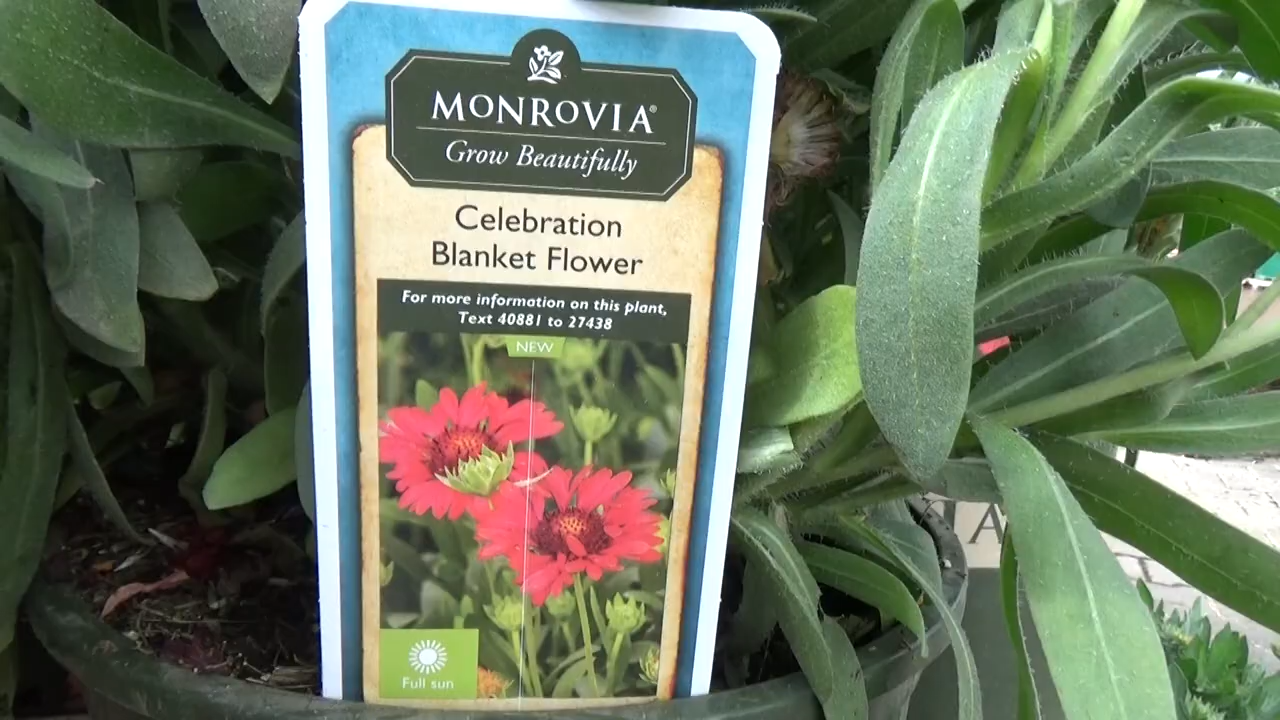 MONROVIA®
Grow Beautifully
Celebration
Blanket Flower
For more information on this plant,
Text 40881 to 27438
NEW
Full sun
A